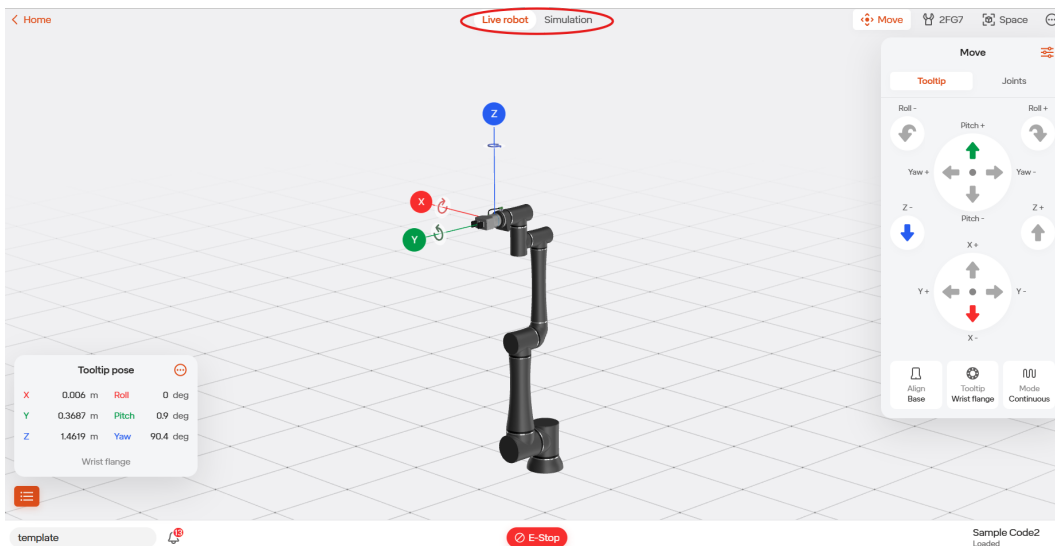 Home
Live robot Simulation
Move 2FG7 Space
Move
Tooltip Joints
Roll - Roll +
Pitch +
Yaw + Yaw -
Z - Z +
Pitch -
X +
Y + Y -
X -
Align Tooltip Mode
Base Wrist flange Continuous
Z
X
Y
Tooltip pose
X 0.006 m Roll 0 deg
Y 0.3687 m Pitch 0.9 deg
Z 1.4619 m Yaw 90.4 deg
Wrist flange
template 13 E-Stop Sample Code2
Loaded